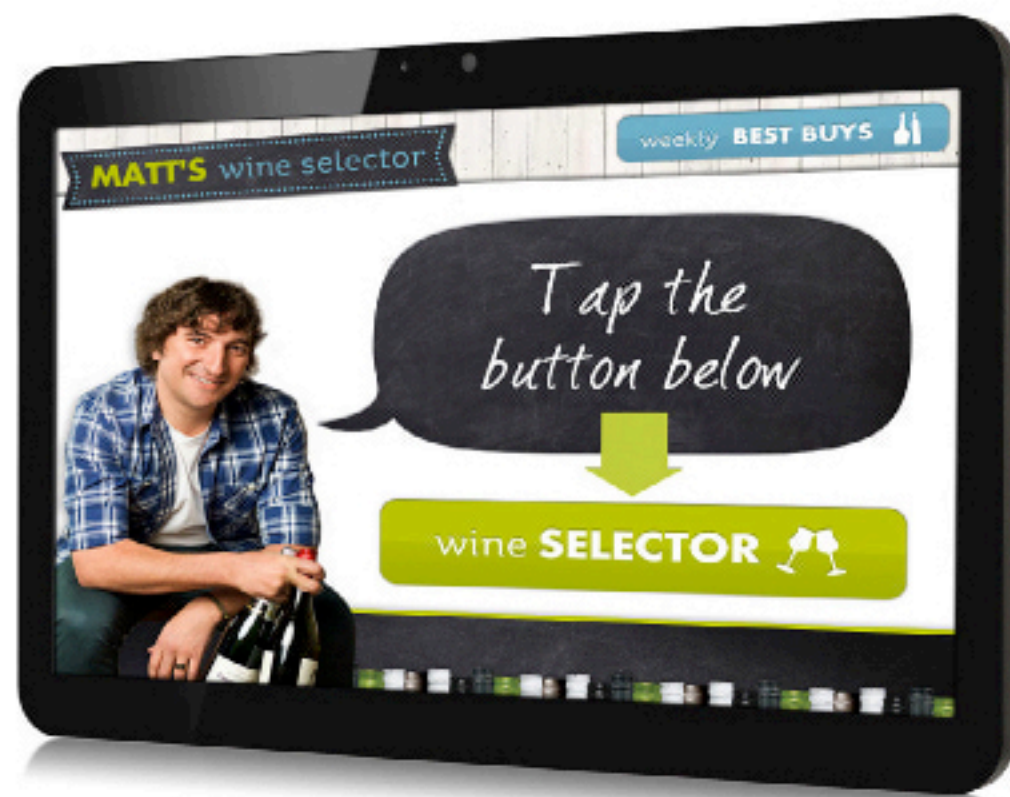 MATT'S wine selector
weekly BEST BUYS
Tap the
button below
wine SELECTOR